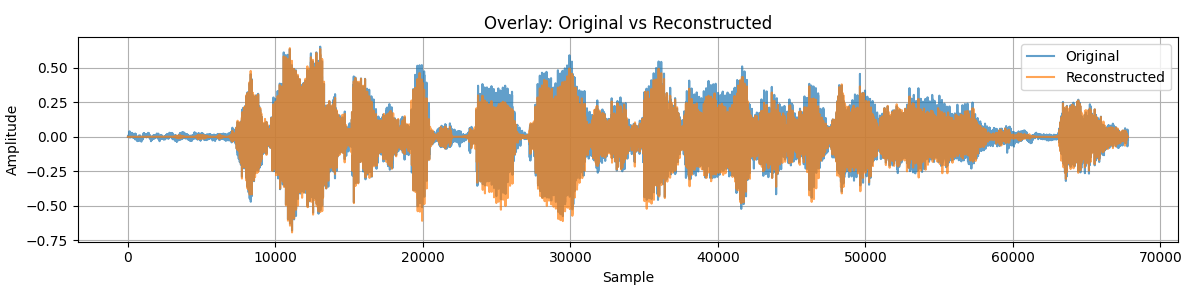 Overlay: Original vs Reconstructed
Original
Reconstructed
Amplitude
0.50
0.25
0.00
−0.25
−0.50
−0.75
0
10000
20000
30000
40000
50000
60000
70000
Sample